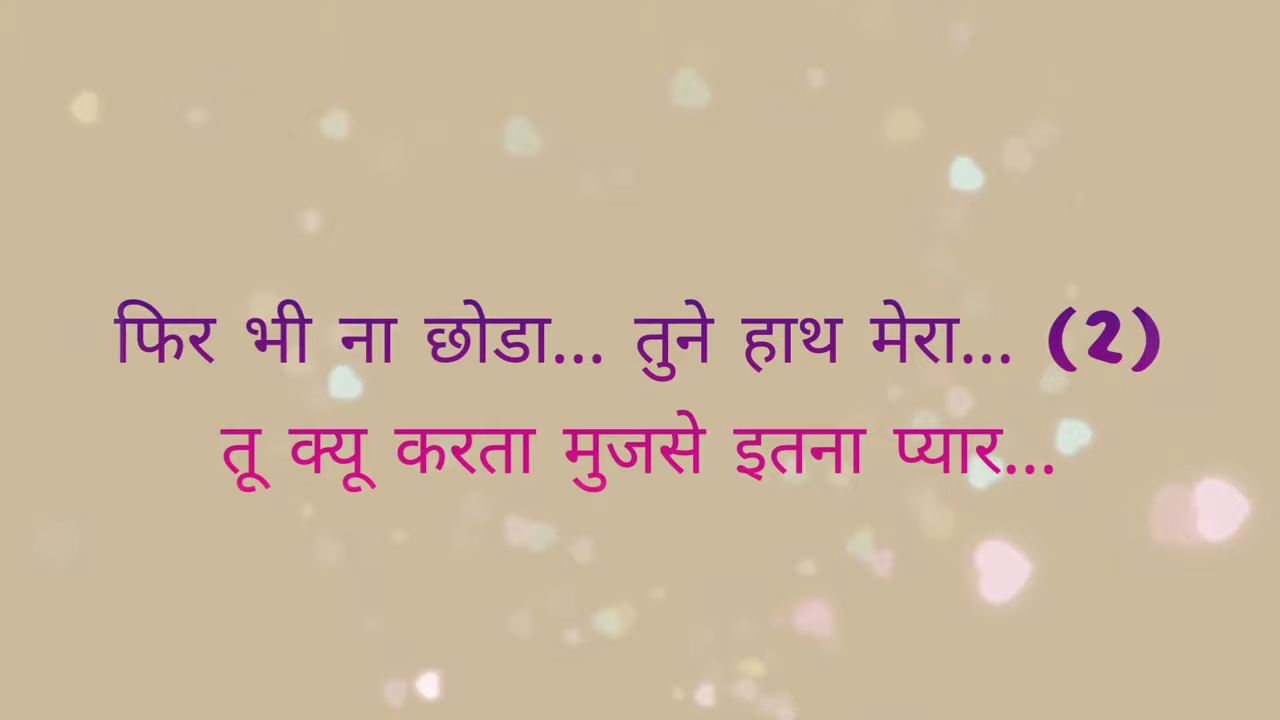 फिर भी ना छोडा... तुने हाथ मेरा... (2)
तू क्यू करता मुजसे इतना प्यार...